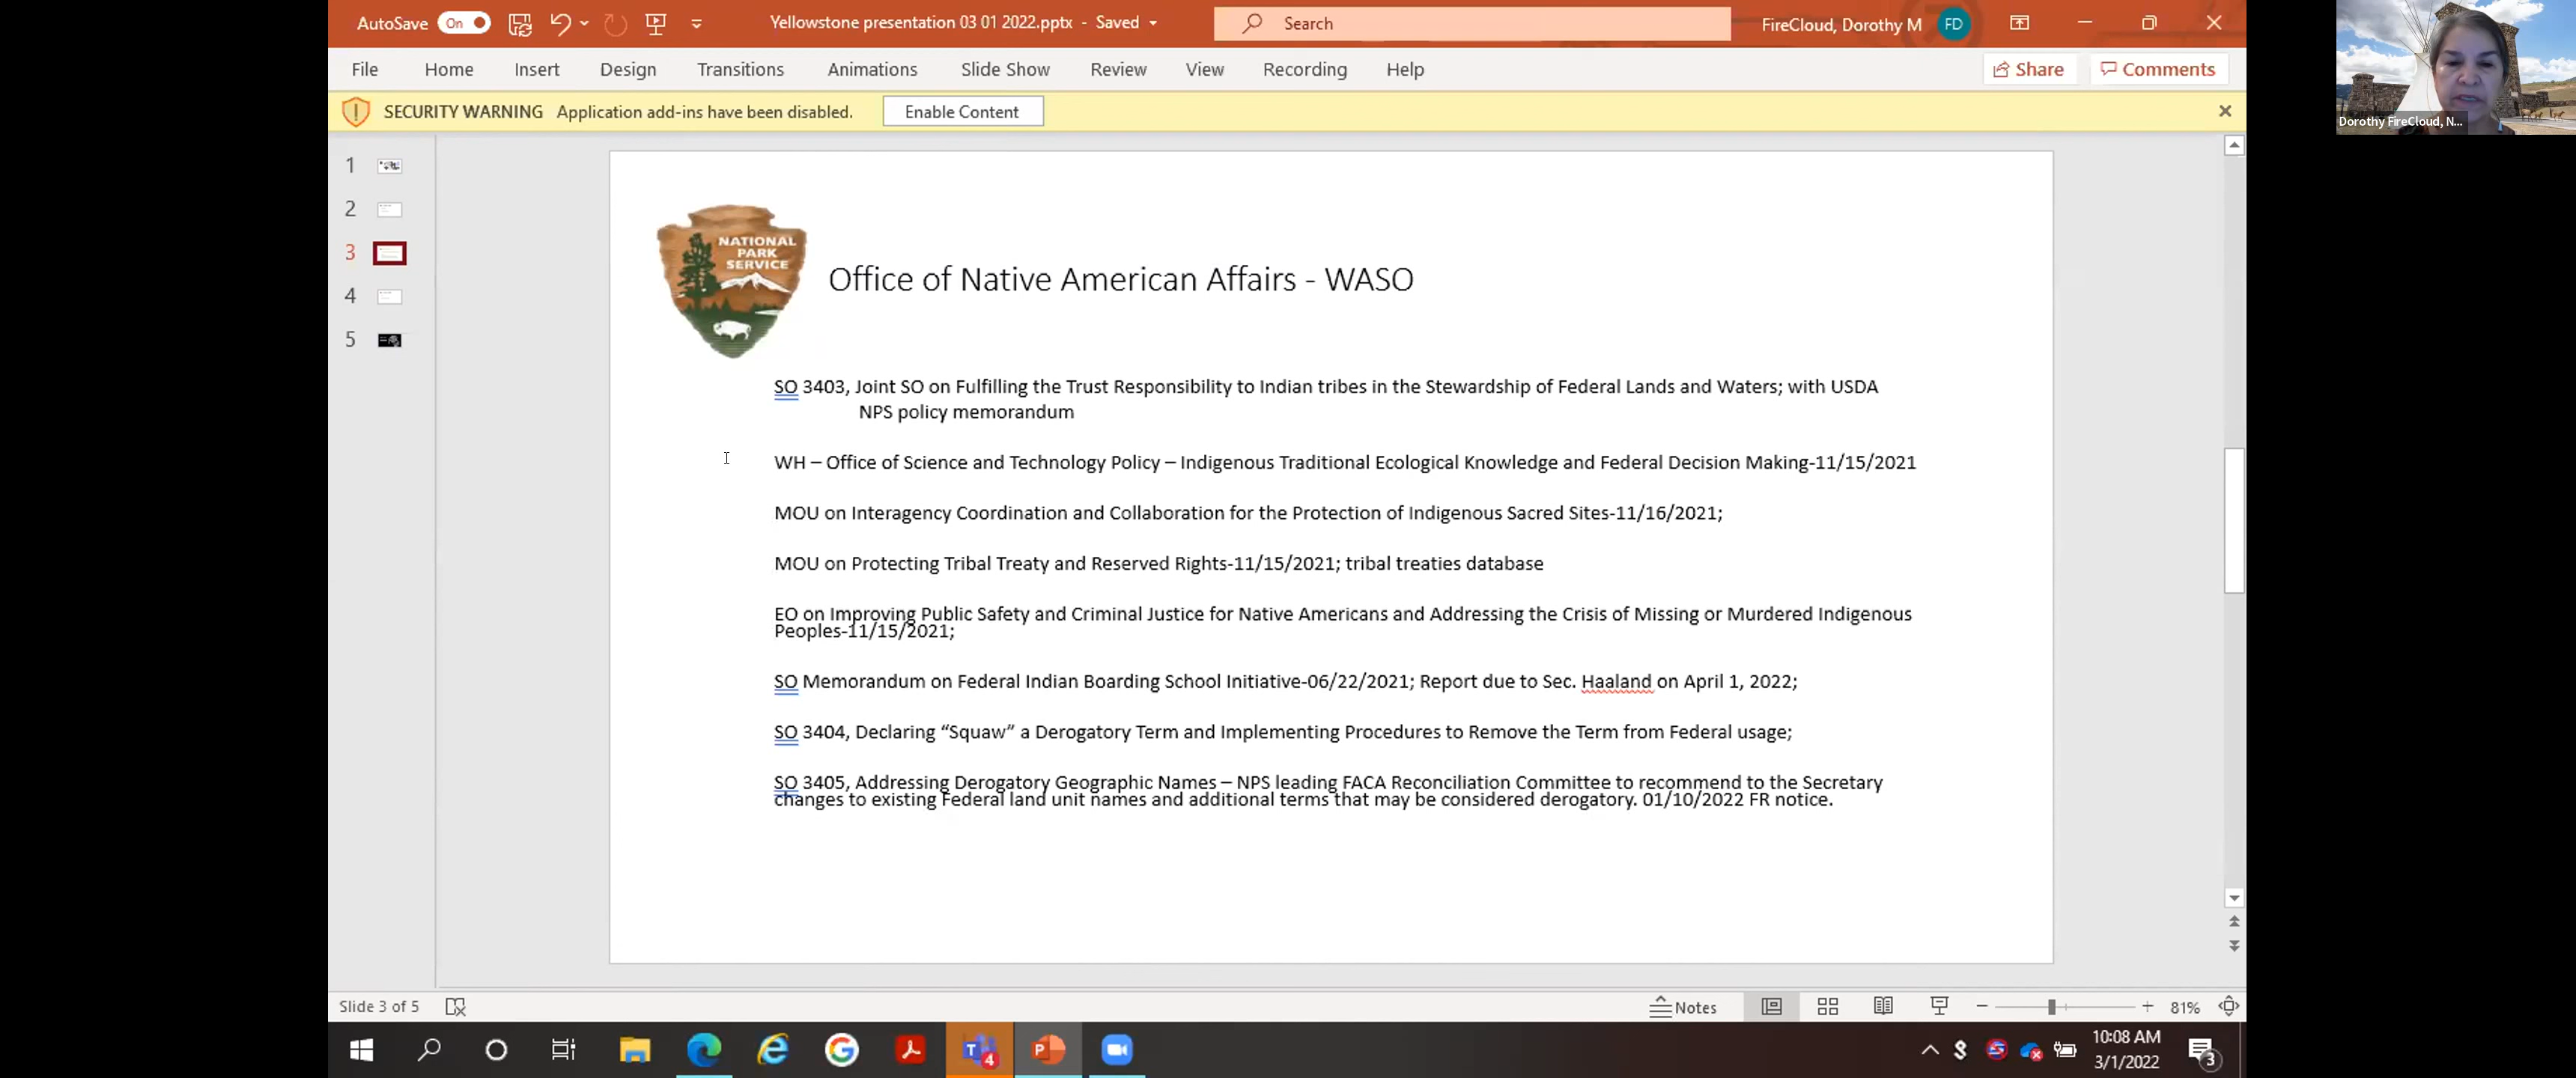 AutoSave On Yellowstone presentation 03 01 2022.pptx - Saved Search FireCloud, Dorothy M FD
File Home Insert Design Transitions Animations Slide Show Review View Recording Help Share Comments
SECURITY WARNING Application add-ins have been disabled. Enable Content
Dorothy FireCloud, N...
1
2
3
4
5
NATIONAL
PARK
SERVICE
Office of Native American Affairs - WASO
SO 3403, Joint SO on Fulfilling the Trust Responsibility to Indian tribes in the Stewardship of Federal Lands and Waters; with USDA
NPS policy memorandum
WH – Office of Science and Technology Policy – Indigenous Traditional Ecological Knowledge and Federal Decision Making-11/15/2021
MOU on Interagency Coordination and Collaboration for the Protection of Indigenous Sacred Sites-11/16/2021;
MOU on Protecting Tribal Treaty and Reserved Rights-11/15/2021; tribal treaties database
EO on Improving Public Safety and Criminal Justice for Native Americans and Addressing the Crisis of Missing or Murdered Indigenous
Peoples-11/15/2021;
SO Memorandum on Federal Indian Boarding School Initiative-06/22/2021; Report due to Sec. Haaland on April 1, 2022;
SO 3404, Declaring “Squaw” a Derogatory Term and Implementing Procedures to Remove the Term from Federal usage;
SO 3405, Addressing Derogatory Geographic Names – NPS leading FACA Reconciliation Committee to recommend to the Secretary
changes to existing Federal land unit names and additional terms that may be considered derogatory. 01/10/2022 FR notice.
Slide 3 of 5 Notes 81%
4 10:08 AM
3/1/2022 3